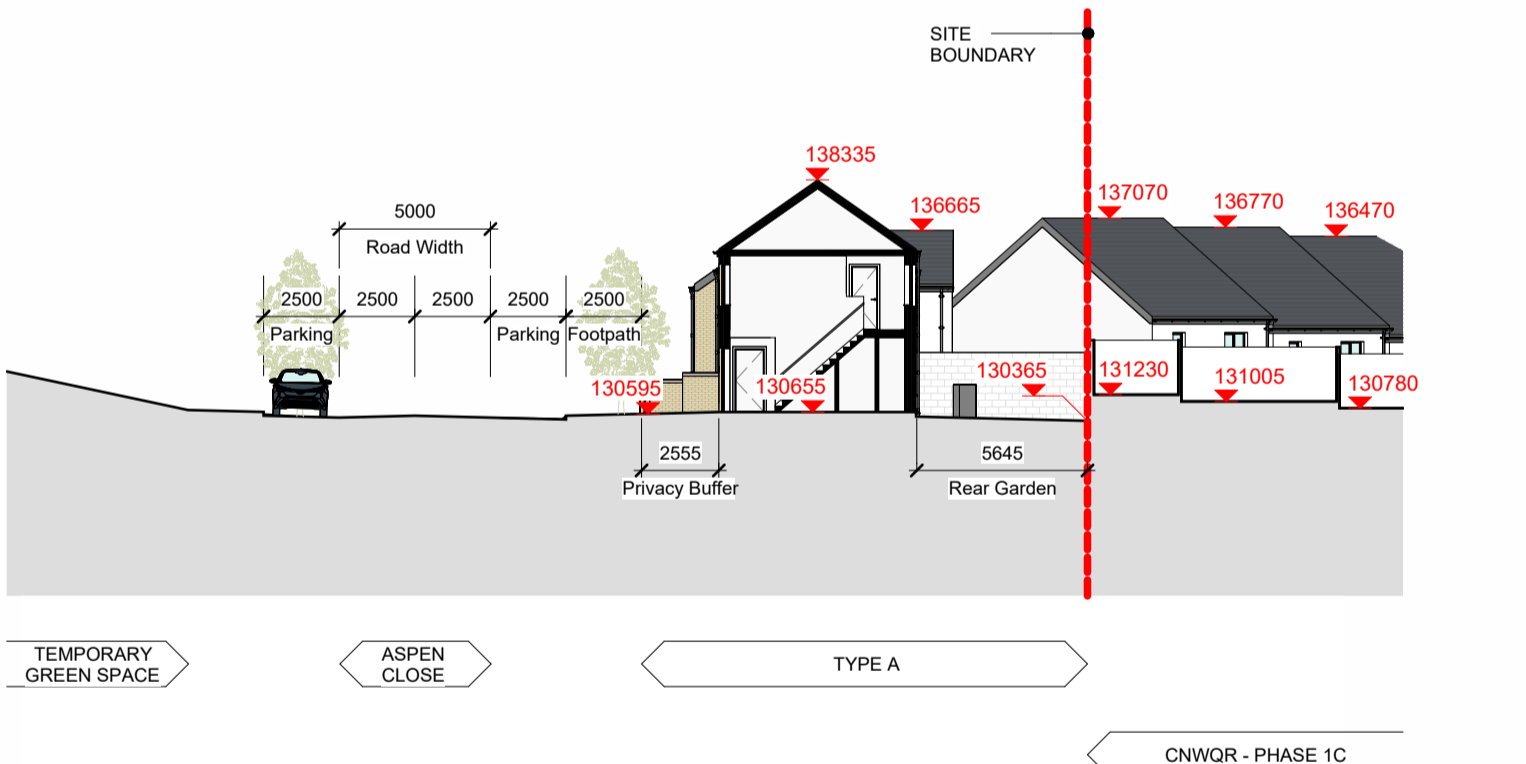 SITE
BOUNDARY
138335
136665
137070
136770
136470
5000
Road Width
2500
2500
2500
2500
2500
Parking
Parking
Footpath
130595
130655
130365
131230
131005
130780
2555
Privacy Buffer
5645
Rear Garden
TEMPORARY
GREEN SPACE
ASPEN
CLOSE
TYPE A
CNWQR - PHASE 1C